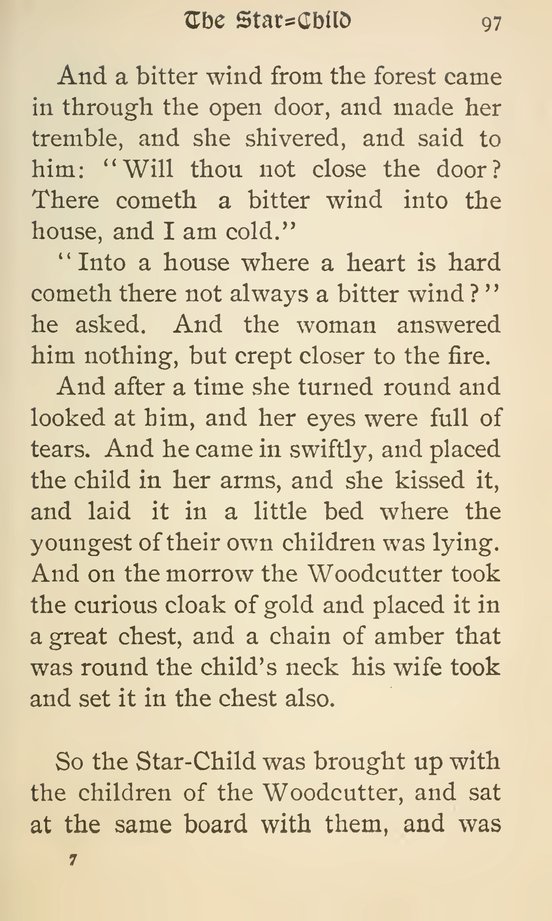 The Star=Child 97
And a bitter wind from the forest came
in through the open door, and made her
tremble, and she shivered, and said to
him: “Will thou not close the door?
There cometh a bitter wind into the
house, and I am cold.”
“Into a house where a heart is hard
cometh there not always a bitter wind?”
he asked. And the woman answered
him nothing, but crept closer to the fire.
And after a time she turned round and
looked at him, and her eyes were full of
tears. And he came in swiftly, and placed
the child in her arms, and she kissed it,
and laid it in a little bed where the
youngest of their own children was lying.
And on the morrow the Woodcutter took
the curious cloak of gold and placed it in
a great chest, and a chain of amber that
was round the child’s neck his wife took
and set it in the chest also.
So the Star-Child was brought up with
the children of the Woodcutter, and sat
at the same board with them, and was
7